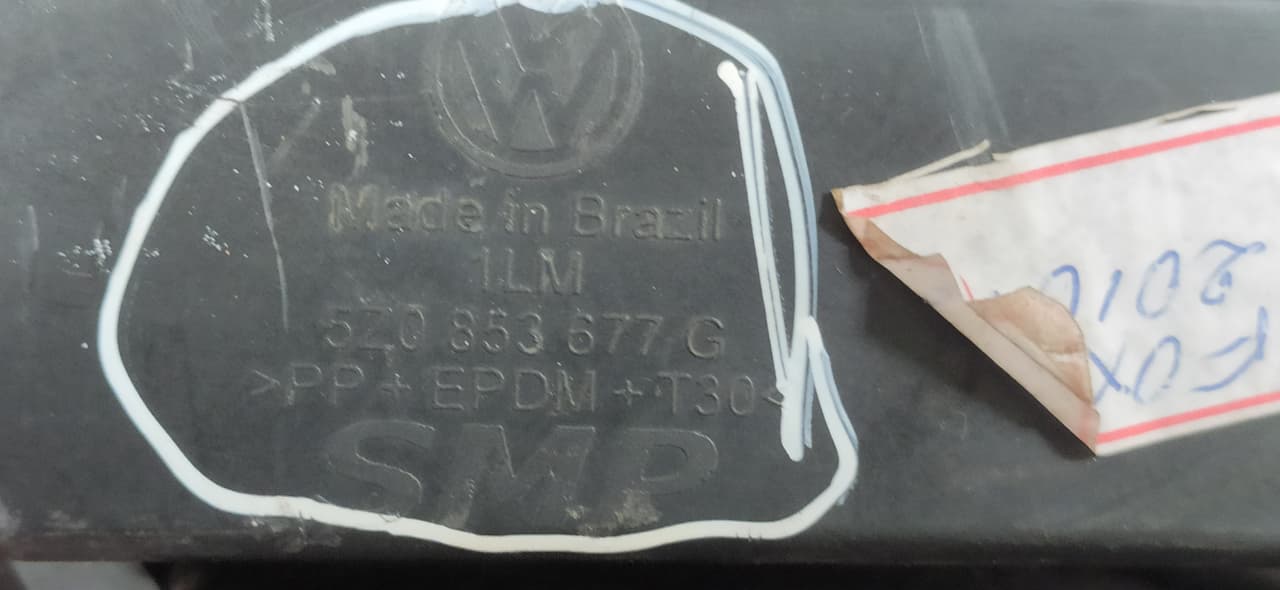 Made in Brazil
1LM
5Z0 853 677 G
>PP + EPDM + T30<
SMP
FOX
2010